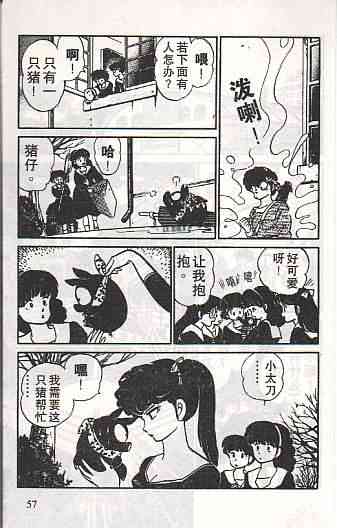 泼喇！
喂！
若下面有
人怎办？
啊！
只有一
只猪！
哈！
猪仔。
好可爱
呀！
嘻
嘻
让我抱
抱。
小太刀
……
……
嘿！
我需要这
只猪帮忙
57